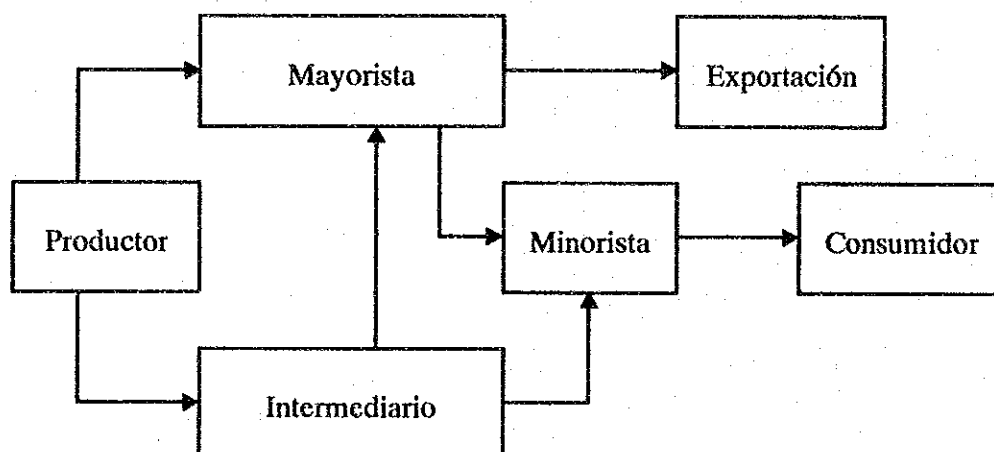 Mayorista
Exportación
Productor
Minorista
Consumidor
Intermediario